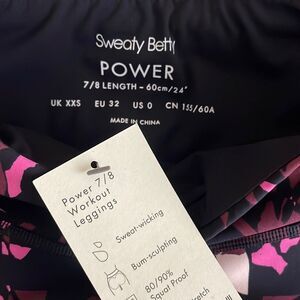 Sweaty Betty
POWER
7/8 LENGTH – 60cm/24"
UK XXS EU 32 US 0 CN 155/60A
MADE IN CHINA
Power 7/8
Workout
Leggings
Sweat-wicking
Bum-sculpting
80/90%
Squat Proof